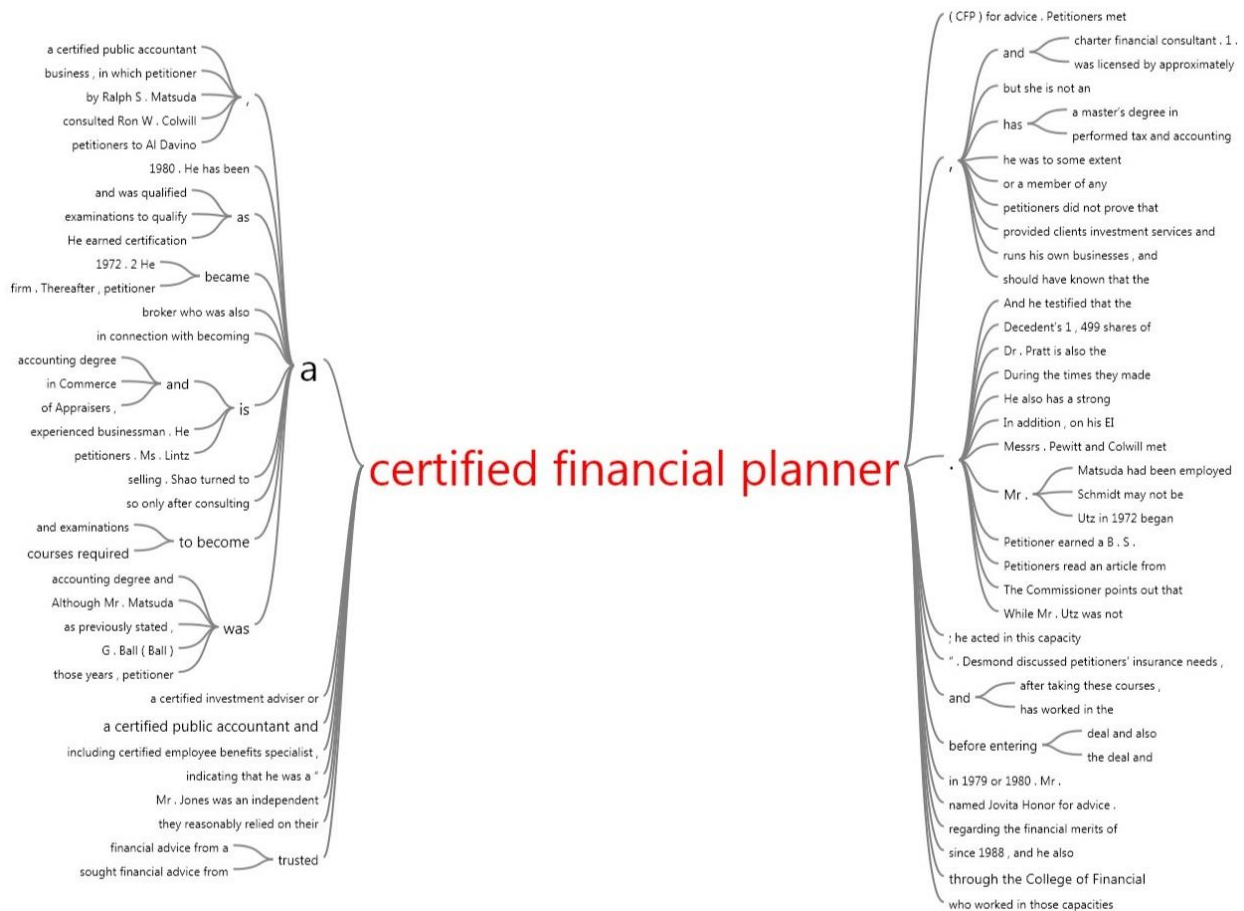 a certified public accountant
business , in which petitioner
by Ralph S . Matsuda
consulted Ron W . Colwill
petitioners to Al Davino
,
1980 . He has been
and was qualified
examinations to qualify
He earned certification
as
1972 . 2 He
firm . Thereafter , petitioner
became
broker who was also
in connection with becoming
accounting degree
in Commerce
of Appraisers ,
and
experienced businessman . He
petitioners . Ms . Lintz
is
selling . Shao turned to
so only after consulting
and examinations
courses required
to become
accounting degree and
Although Mr . Matsuda
as previously stated ,
G . Ball ( Ball )
those years , petitioner
was
a
a certified investment adviser or
a certified public accountant and
including certified employee benefits specialist ,
indicating that he was a "
Mr . Jones was an independent
they reasonably relied on their
financial advice from a
sought financial advice from
trusted
certified financial planner
( CFP ) for advice . Petitioners met
,
and
charter financial consultant . 1 .
was licensed by approximately
but she is not an
has
a master's degree in
performed tax and accounting
he was to some extent
or a member of any
petitioners did not prove that
provided clients investment services and
runs his own businesses , and
should have known that the
.
And he testified that the
Decedent's 1 , 499 shares of
Dr . Pratt is also the
During the times they made
He also has a strong
In addition , on his EI
Messrs . Pewitt and Colwill met
Mr .
Matsuda had been employed
Schmidt may not be
Utz in 1972 began
Petitioner earned a B . S .
Petitioners read an article from
The Commissioner points out that
While Mr . Utz was not
; he acted in this capacity
" . Desmond discussed petitioners' insurance needs ,
and
after taking these courses ,
has worked in the
before entering
deal and also
the deal and
in 1979 or 1980 . Mr .
named Jovita Honor for advice .
regarding the financial merits of
since 1988 , and he also
through the College of Financial
who worked in those capacities